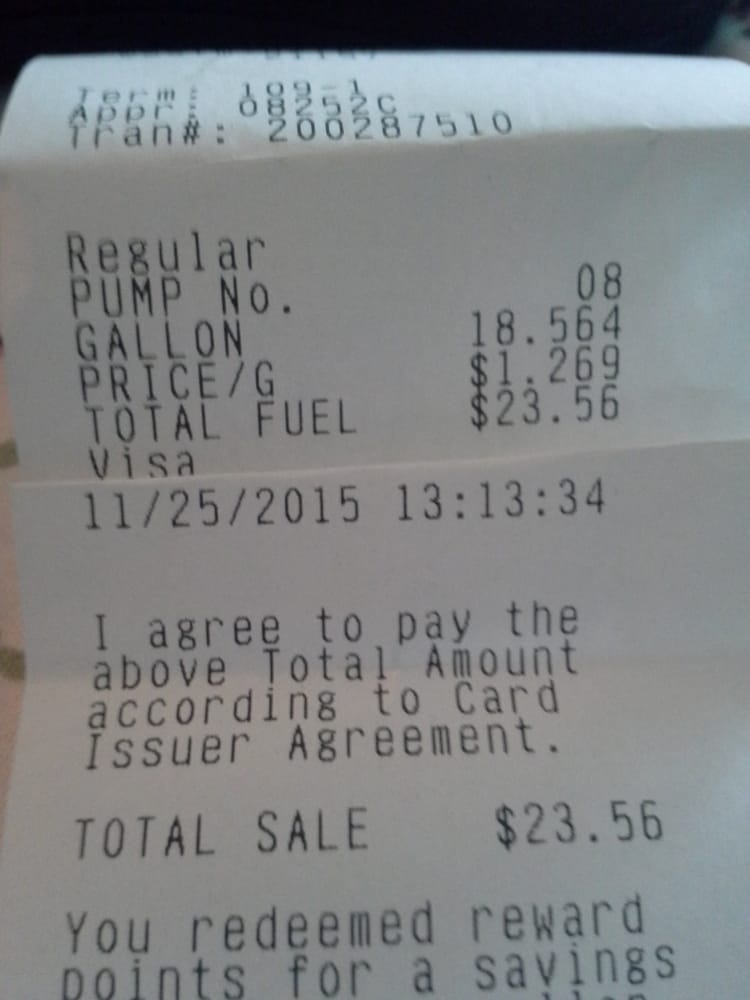 Term: 109-1
Appr: 08252C
Tran#: 200287510
Regular
PUMP No. 08
GALLON 18.564
PRICE/G $1.269
TOTAL FUEL $23.56
Visa
11/25/2015 13:13:34
I agree to pay the
above Total Amount
according to Card
Issuer Agreement.
TOTAL SALE $23.56
You redeemed reward
points for a savings